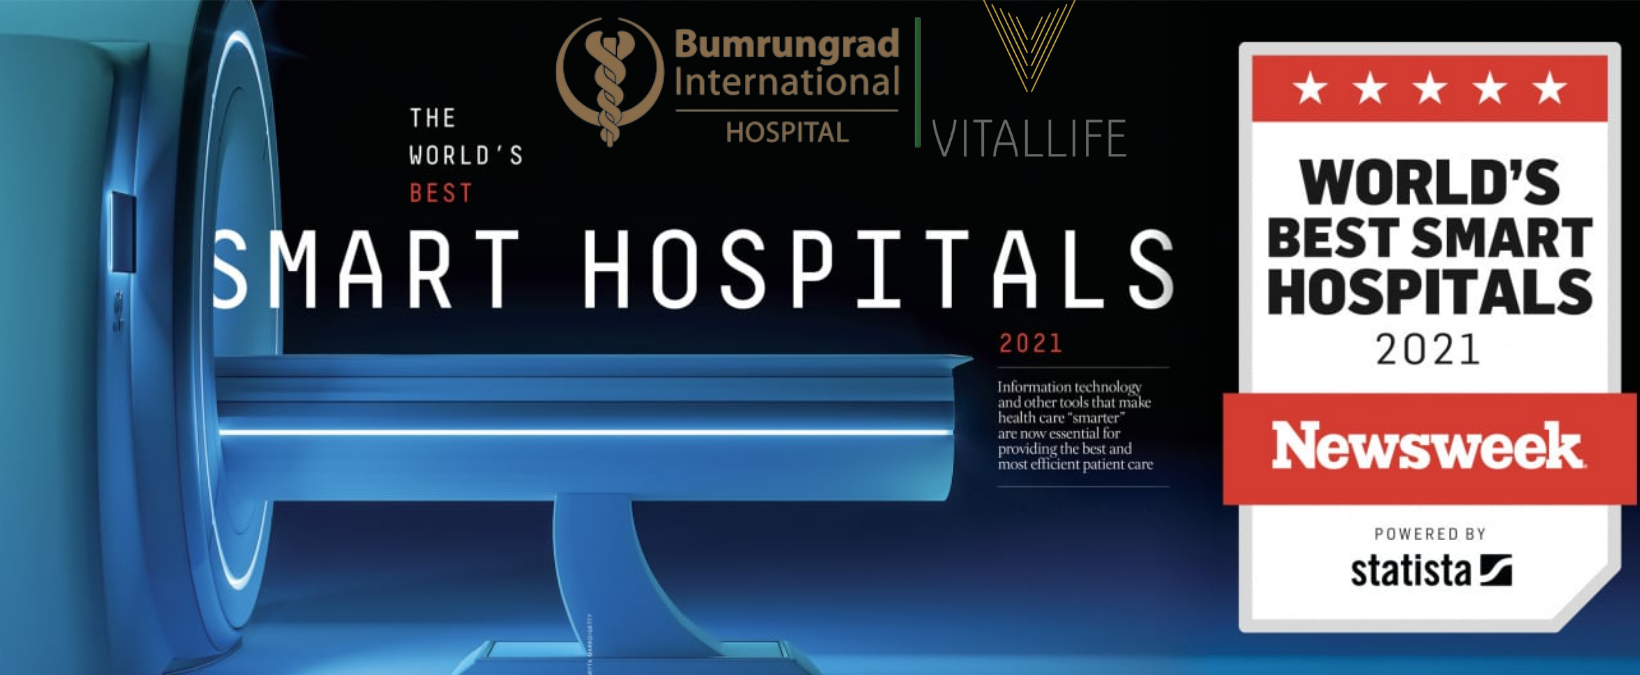 Bumrungrad
International
HOSPITAL
VITALLIFE
THE
WORLD'S
BEST
SMART HOSPITALS
2021
Information technology
and other tools that make
health care “smarter”
are now essential for
providing the best and
most efficient patient care
WORLD'S
BEST SMART
HOSPITALS
2021
Newsweek
POWERED BY
statista